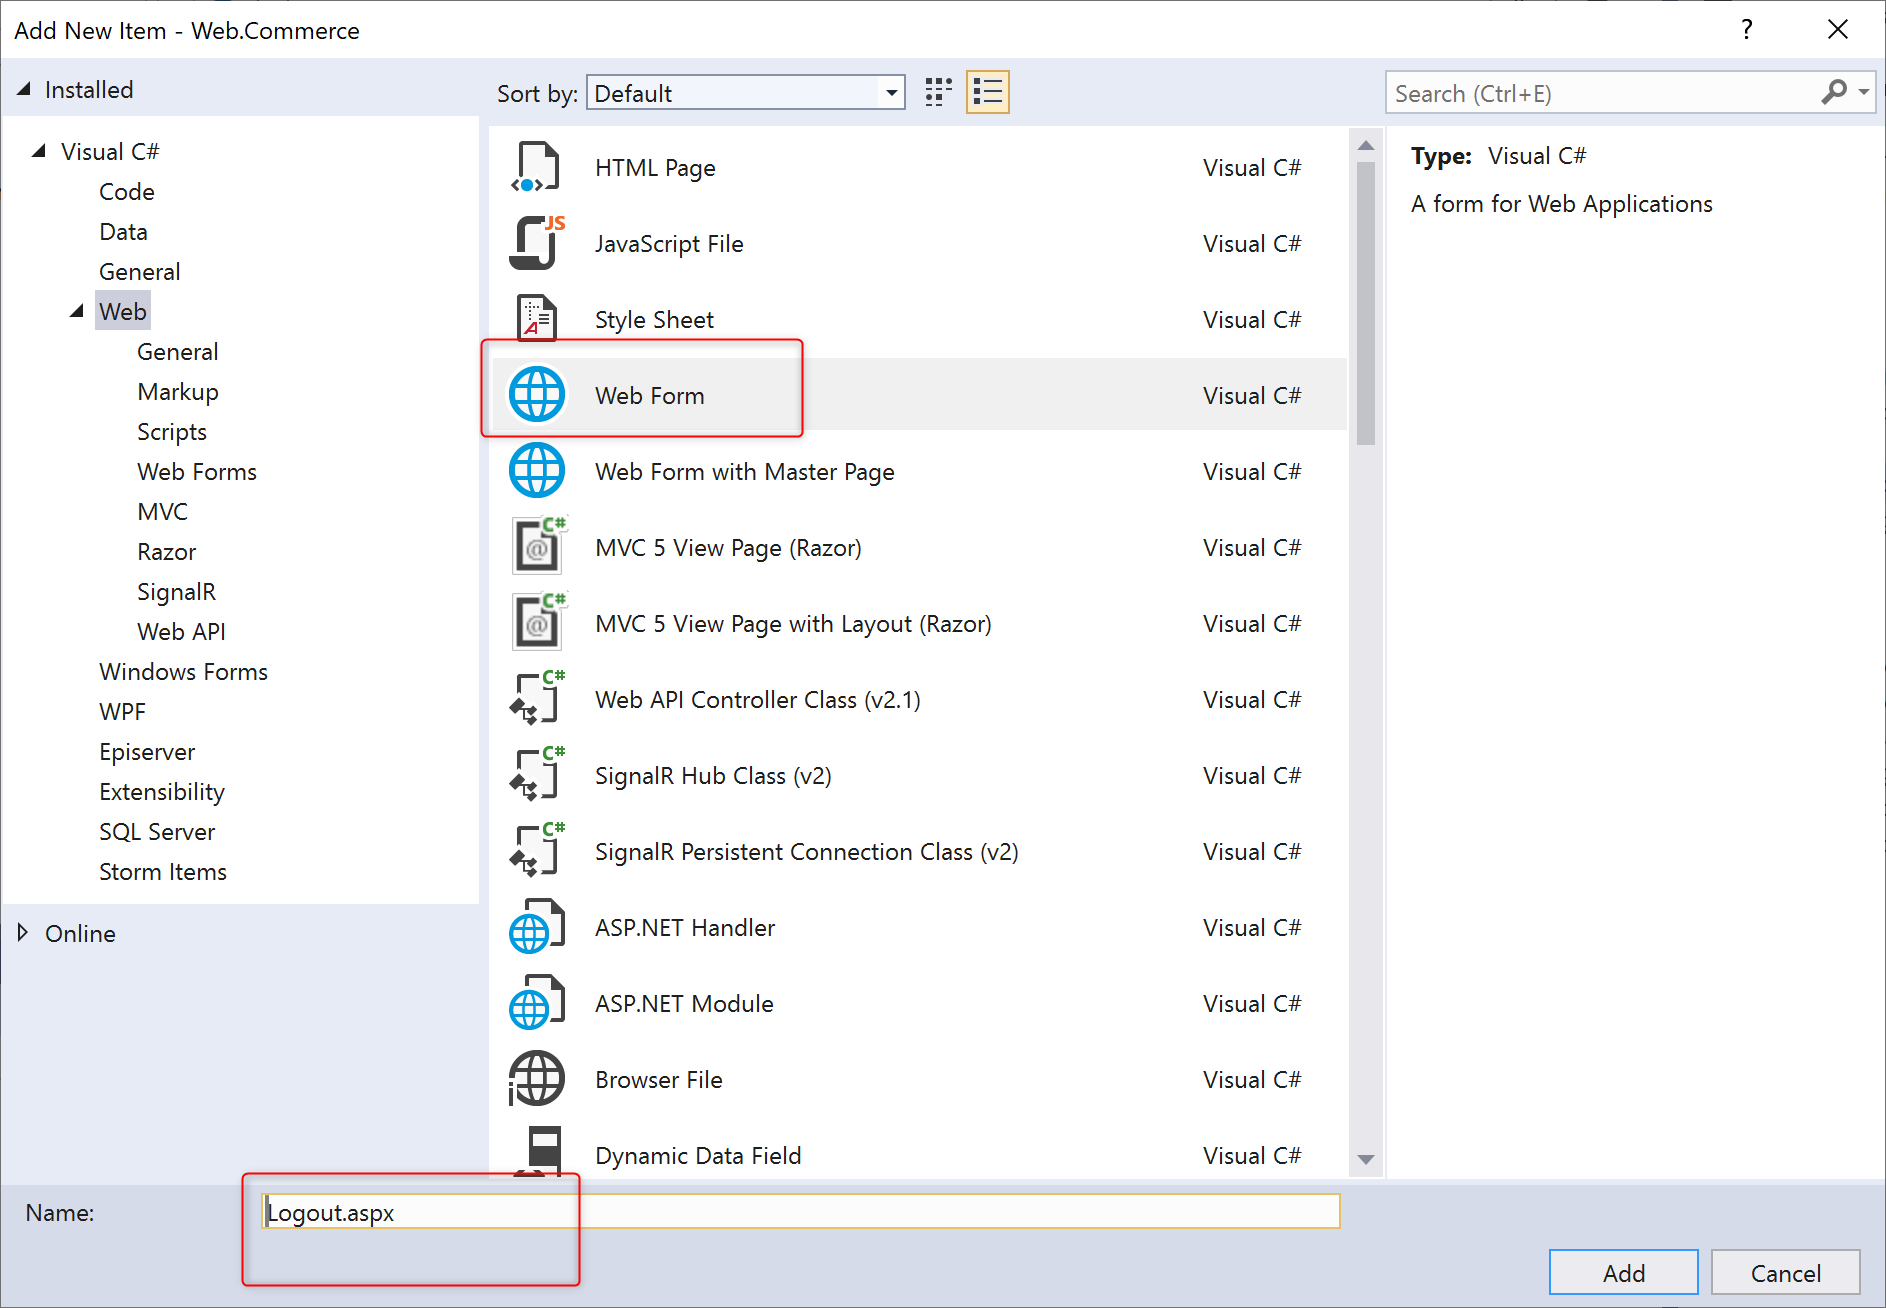 Add New Item - Web.Commerce
?
Installed
Sort by: Default
Search (Ctrl+E)
Visual C#
Code
Data
General
Web
General
Markup
Scripts
Web Forms
MVC
Razor
SignalR
Web API
Windows Forms
WPF
Episerver
Extensibility
SQL Server
Storm Items
Online
HTML Page Visual C#
JS
JavaScript File Visual C#
A
Style Sheet Visual C#
Web Form Visual C#
Web Form with Master Page Visual C#
C#
@
MVC 5 View Page (Razor) Visual C#
C#
@
MVC 5 View Page with Layout (Razor) Visual C#
C#
Web API Controller Class (v2.1) Visual C#
C#
SignalR Hub Class (v2) Visual C#
C#
SignalR Persistent Connection Class (v2) Visual C#
ASP.NET Handler Visual C#
ASP.NET Module Visual C#
i
Browser File Visual C#
Dynamic Data Field Visual C#
Type: Visual C#
A form for Web Applications
Name: Logout.aspx
Add Cancel